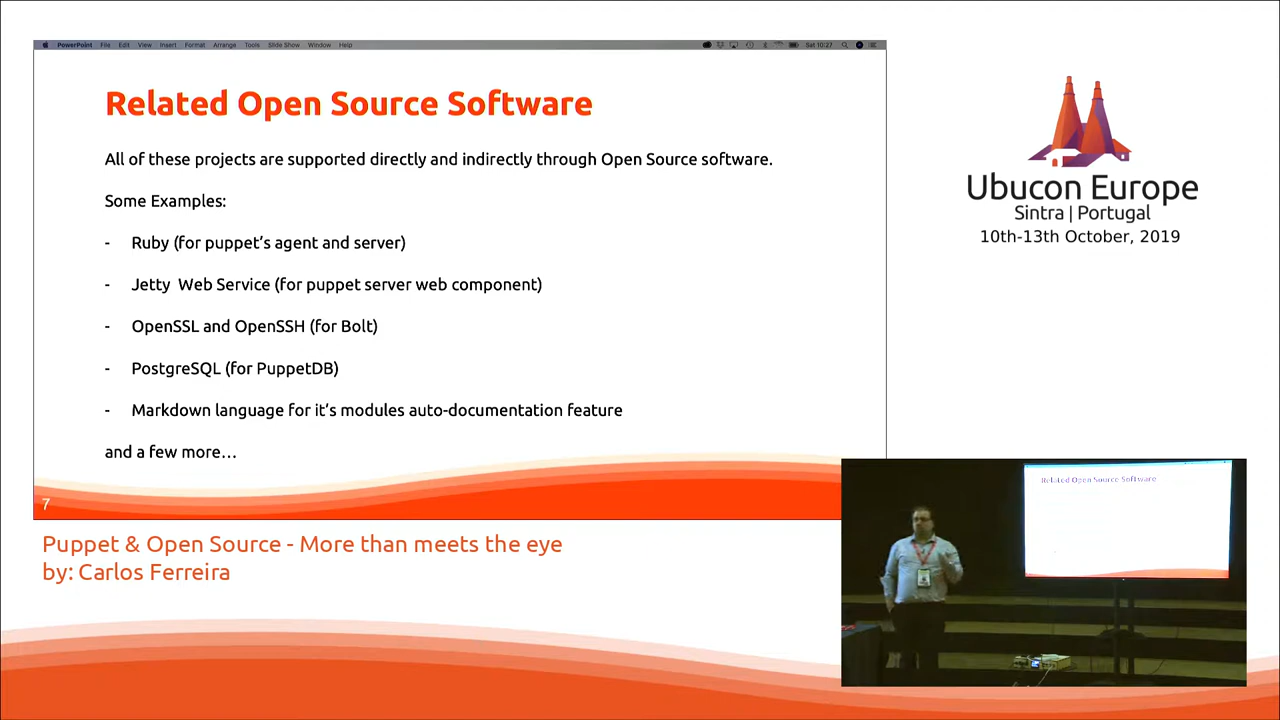 PowerPoint File Edit View Insert Format Arrange Tools Slide Show Window Help
Sat 10:27
Related Open Source Software
All of these projects are supported directly and indirectly through Open Source software.
Some Examples:
- Ruby (for puppet's agent and server)
- Jetty Web Service (for puppet server web component)
- OpenSSL and OpenSSH (for Bolt)
- PostgreSQL (for PuppetDB)
- Markdown language for it's modules auto-documentation feature
and a few more...
7
Ubucon Europe
Sintra | Portugal
10th-13th October, 2019
Related Open Source Software
Puppet & Open Source - More than meets the eye
by: Carlos Ferreira